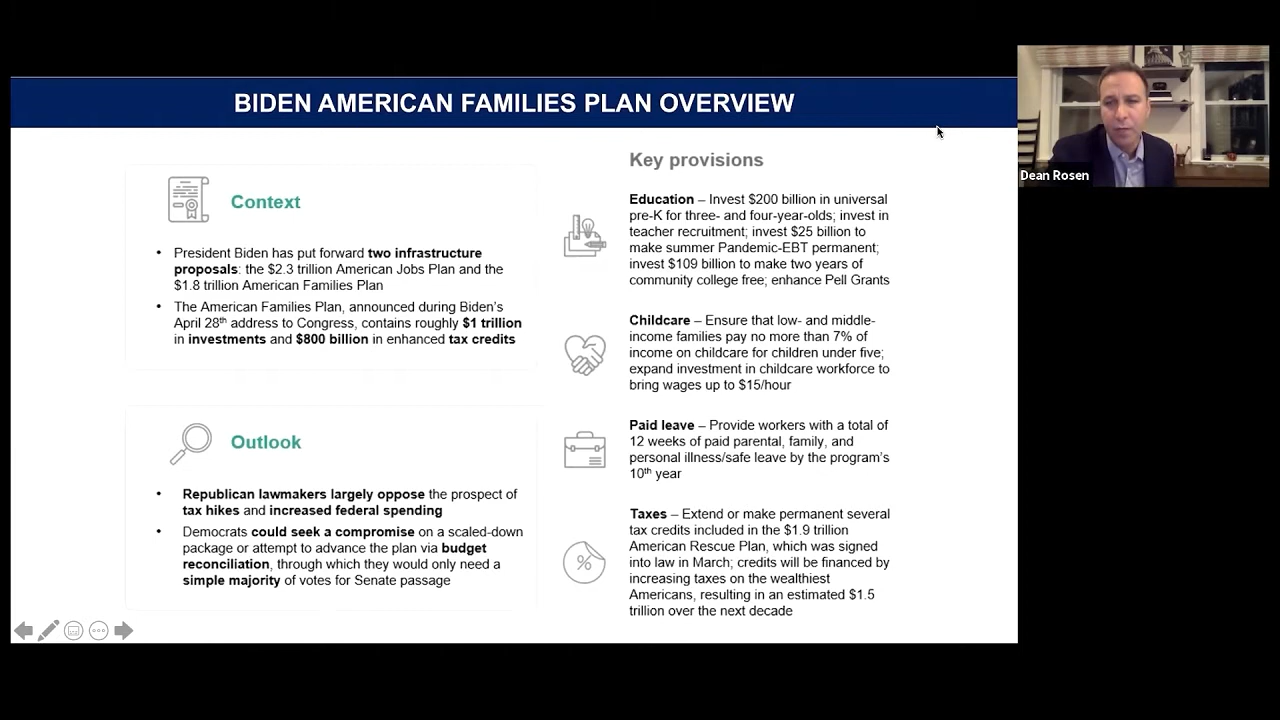 BIDEN AMERICAN FAMILIES PLAN OVERVIEW
Context
• President Biden has put forward two infrastructure
proposals: the $2.3 trillion American Jobs Plan and the
$1.8 trillion American Families Plan
• The American Families Plan, announced during Biden's
April 28th address to Congress, contains roughly $1 trillion
in investments and $800 billion in enhanced tax credits
Outlook
• Republican lawmakers largely oppose the prospect of
tax hikes and increased federal spending
• Democrats could seek a compromise on a scaled-down
package or attempt to advance the plan via budget
reconciliation, through which they would only need a
simple majority of votes for Senate passage
Key provisions
Education – Invest $200 billion in universal
pre-K for three- and four-year-olds; invest in
teacher recruitment; invest $25 billion to
make summer Pandemic-EBT permanent;
invest $109 billion to make two years of
community college free; enhance Pell Grants
Childcare – Ensure that low- and middle-
income families pay no more than 7% of
income on childcare for children under five;
expand investment in childcare workforce to
bring wages up to $15/hour
Paid leave – Provide workers with a total of
12 weeks of paid parental, family, and
personal illness/safe leave by the program's
10th year
%
Taxes – Extend or make permanent several
tax credits included in the $1.9 trillion
American Rescue Plan, which was signed
into law in March; credits will be financed by
increasing taxes on the wealthiest
Americans, resulting in an estimated $1.5
trillion over the next decade
Dean Rosen